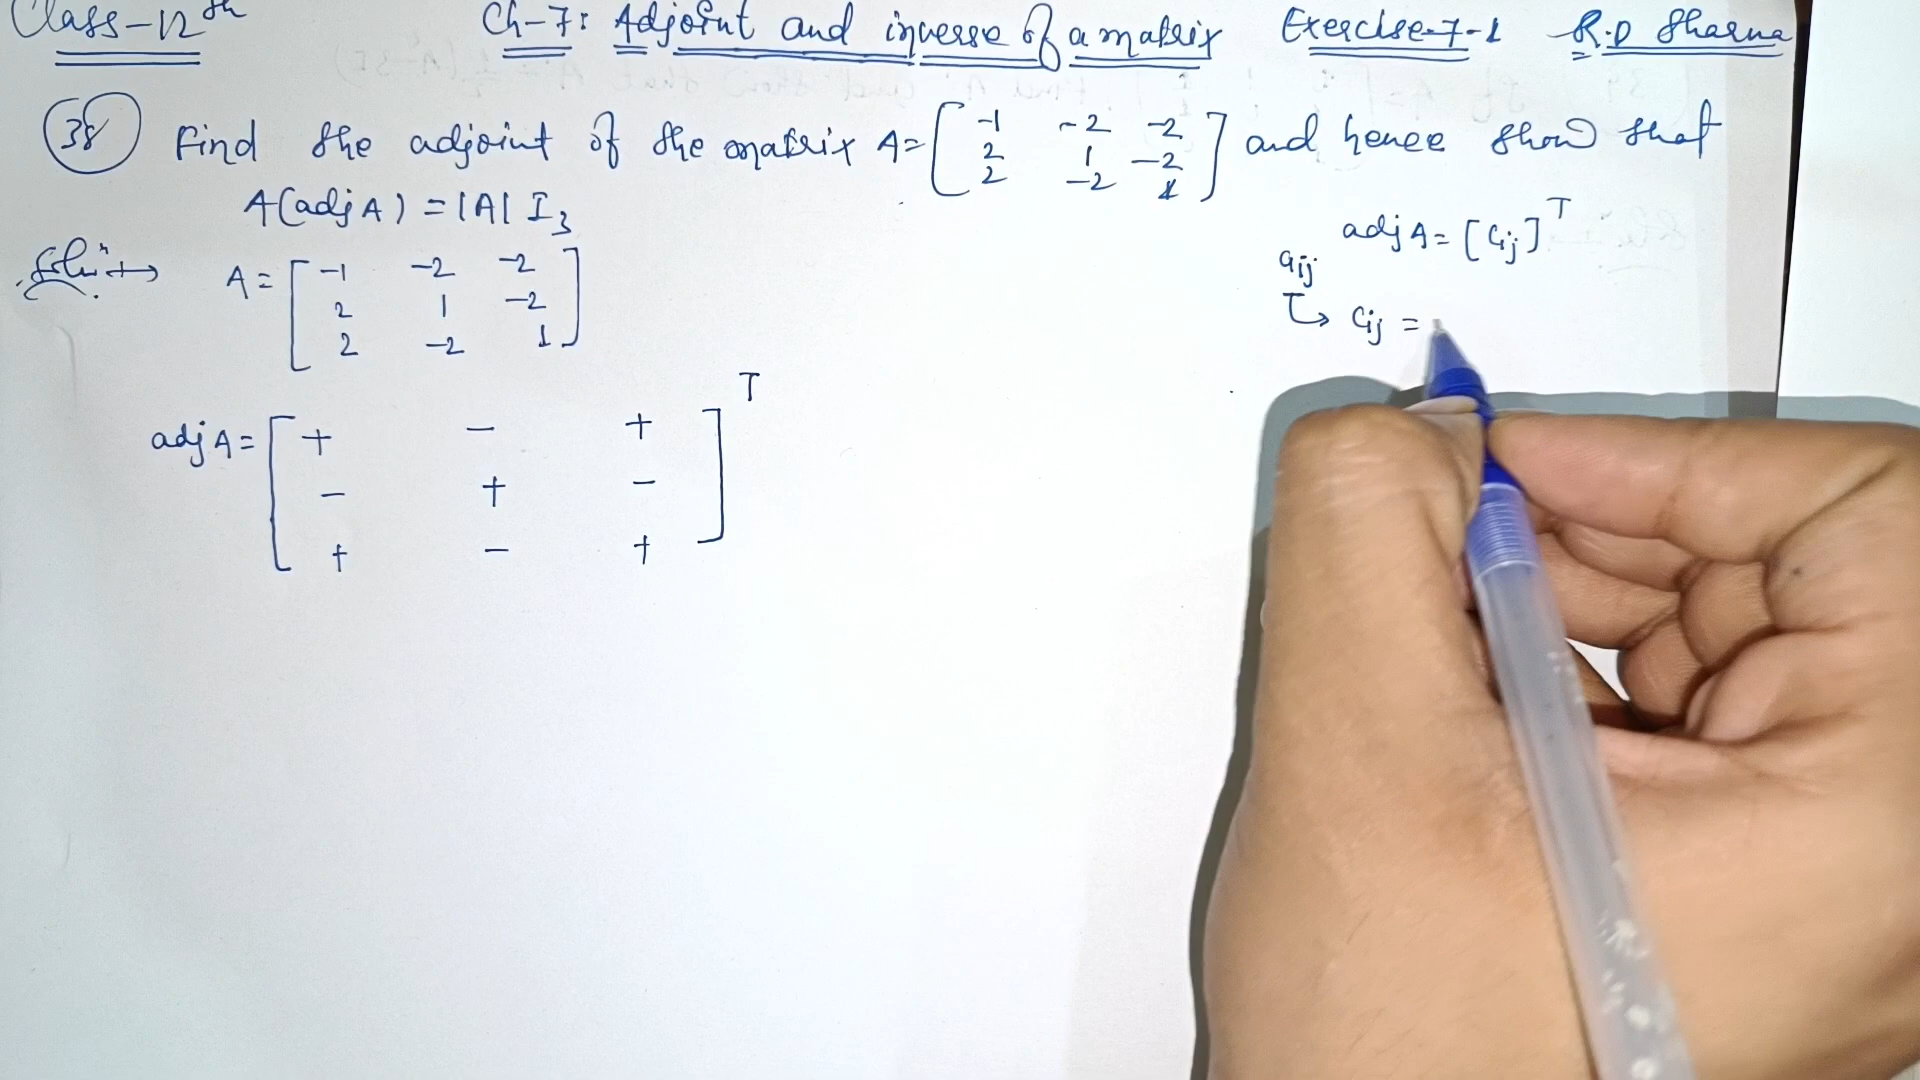 Class-12th Ch-7: Adjoint and inverse of a matrix Exercise-7-1 R.D Sharma
38 Find the adjoint of the matrix A = [ -1 -2 -2
2 1 -2
2 -2 1 ] and hence show that
A(adj A) = |A| I3
Soln → A = [ -1 -2 -2
2 1 -2
2 -2 1 ]
adj A = [Cij]^T
aij
↳ Cij =
adj A = [ + - +
- + -
+ - + ]^T